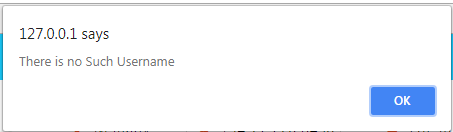 127.0.0.1 says
There is no Such Username
OK